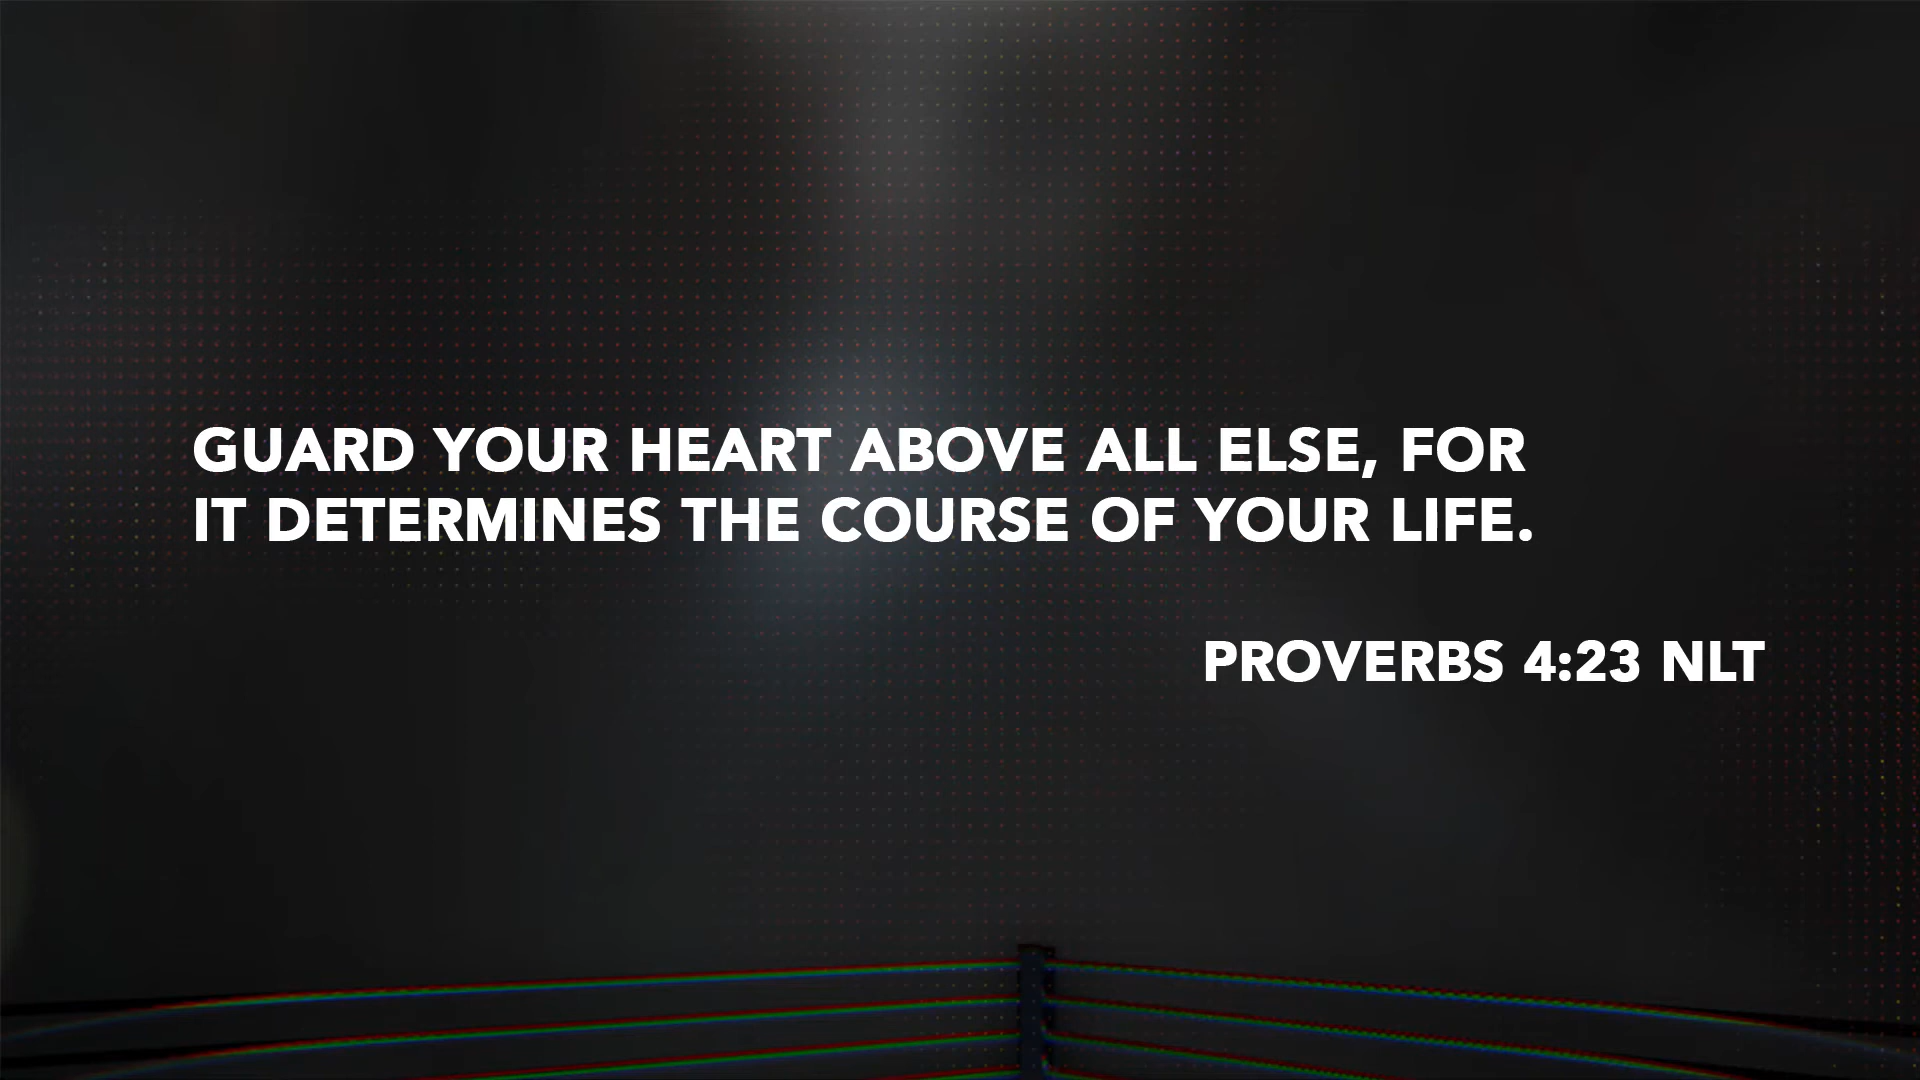 GUARD YOUR HEART ABOVE ALL ELSE, FOR
IT DETERMINES THE COURSE OF YOUR LIFE.
PROVERBS 4:23 NLT